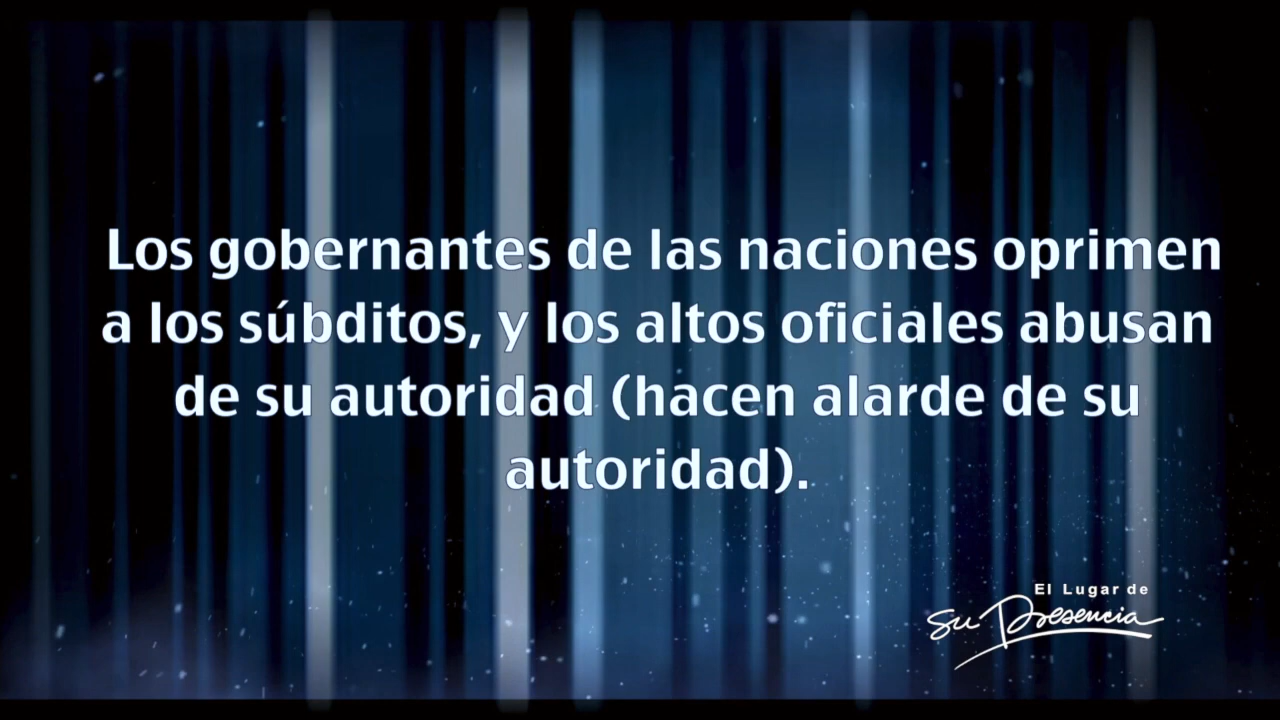 Los gobernantes de las naciones oprimen
a los súbditos, y los altos oficiales abusan
de su autoridad (hacen alarde de su
autoridad).
El Lugar de
Su Presencia